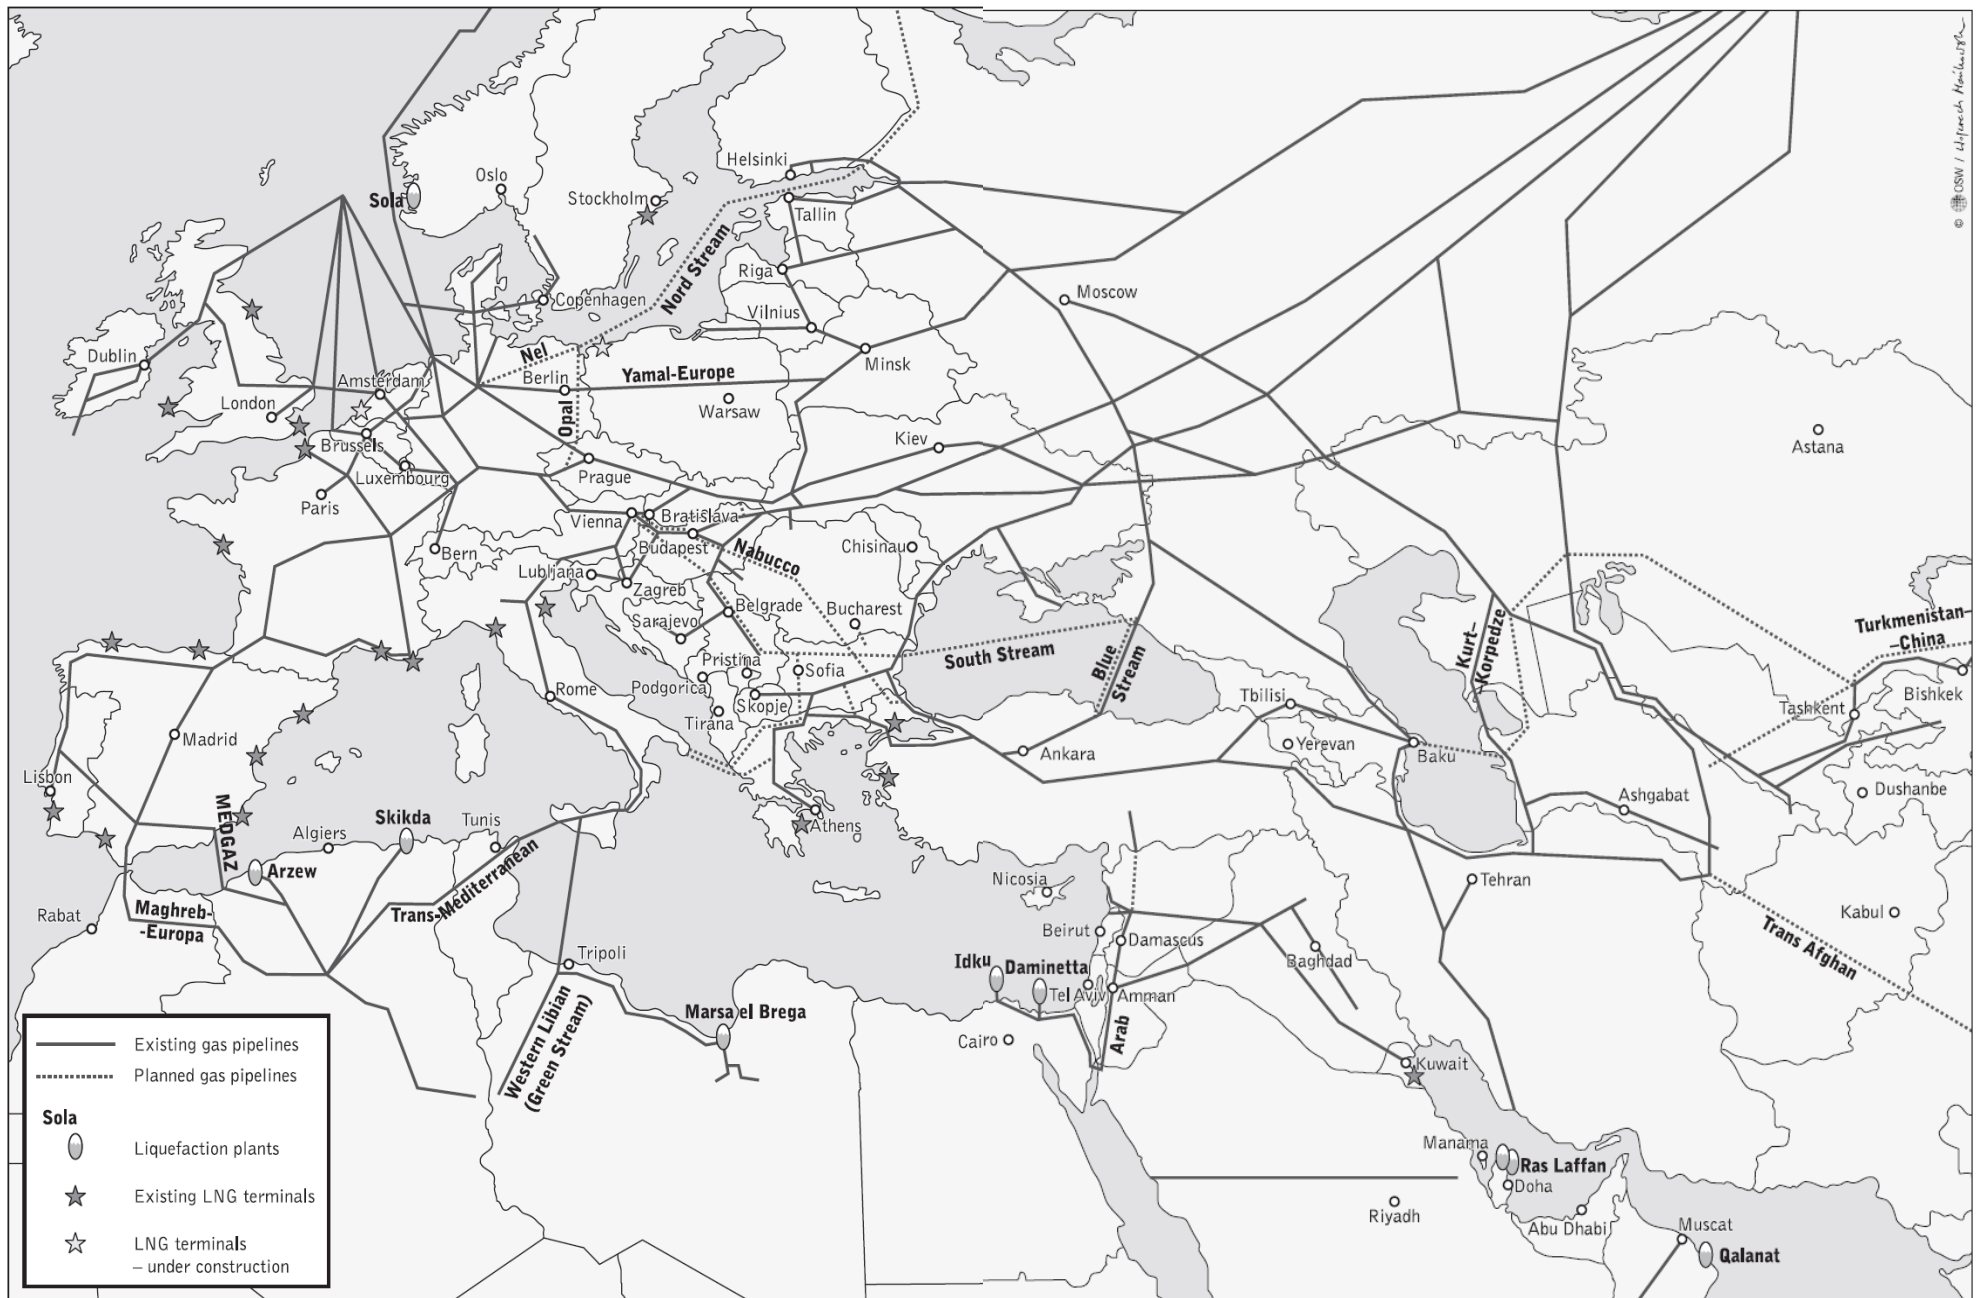 © OSW /
Helsinki
Oslo
Sola
Stockholm
Tallin
Nord Stream
Riga
Copenhagen
Moscow
Vilnius
Dublin
Nel
Minsk
Amsterdam
Berlin
Yamal-Europe
London
Warsaw
Opal
Brussels
Kiev
Astana
Luxembourg
Prague
Paris
Vienna
Bratislava
Bern
Budapest
Nabucco
Chisinau
Lubljana
Zagreb
Belgrade
Bucharest
Sarajevo
Turkmenistan-
-China
Kurt-
-Korpedze
South Stream
Blue
Stream
Pristina
Sofia
Podgorica
Rome
Skopje
Tirana
Tbilisi
Bishkek
Tashkent
Madrid
Ankara
Yerevan
Baku
Lisbon
Dushanbe
Ashgabat
MEDGAZ
Skikda
Tunis
Algiers
Athens
Arzew
Nicosia
Tehran
Trans-Mediterranean
Rabat
Maghreb-
-Europa
Beirut
Damascus
Kabul
Trans Afghan
Tripoli
Baghdad
Idku
Daminetta
Tel Aviv
Amman
Western Libian
(Green Stream)
Marsa el Brega
Cairo
Arab
Kuwait
Manama
Ras Laffan
Doha
Riyadh
Abu Dhabi
Muscat
Qalanat
Existing gas pipelines
Planned gas pipelines
Sola
Liquefaction plants
Existing LNG terminals
LNG terminals
– under construction